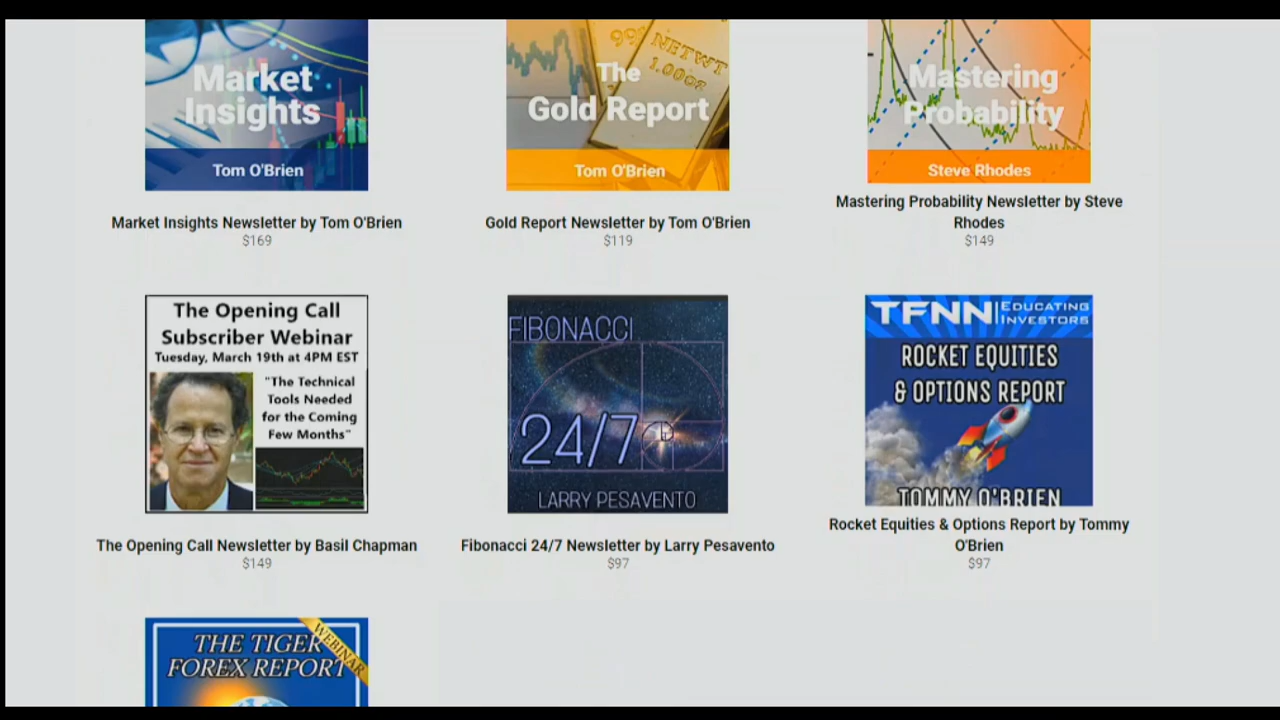 Market
Insights
Tom O'Brien
Market Insights Newsletter by Tom O'Brien
$169
999
NETWT
1.000z
The
Gold Report
Tom O'Brien
Gold Report Newsletter by Tom O'Brien
$119
Mastering
Probability
Steve Rhodes
Mastering Probability Newsletter by Steve
Rhodes
$149
The Opening Call
Subscriber Webinar
Tuesday, March 19th at 4PM EST
"The Technical
Tools Needed
for the Coming
Few Months"
The Opening Call Newsletter by Basil Chapman
$149
FIBONACCI
24/7
LARRY PESAVENTO
Fibonacci 24/7 Newsletter by Larry Pesavento
$97
TFNN EDUCATING
INVESTORS
ROCKET EQUITIES
& OPTIONS REPORT
TOMMY O'BRIEN
Rocket Equities & Options Report by Tommy
O'Brien
$97
THE TIGER
FOREX REPORT
WEBINAR